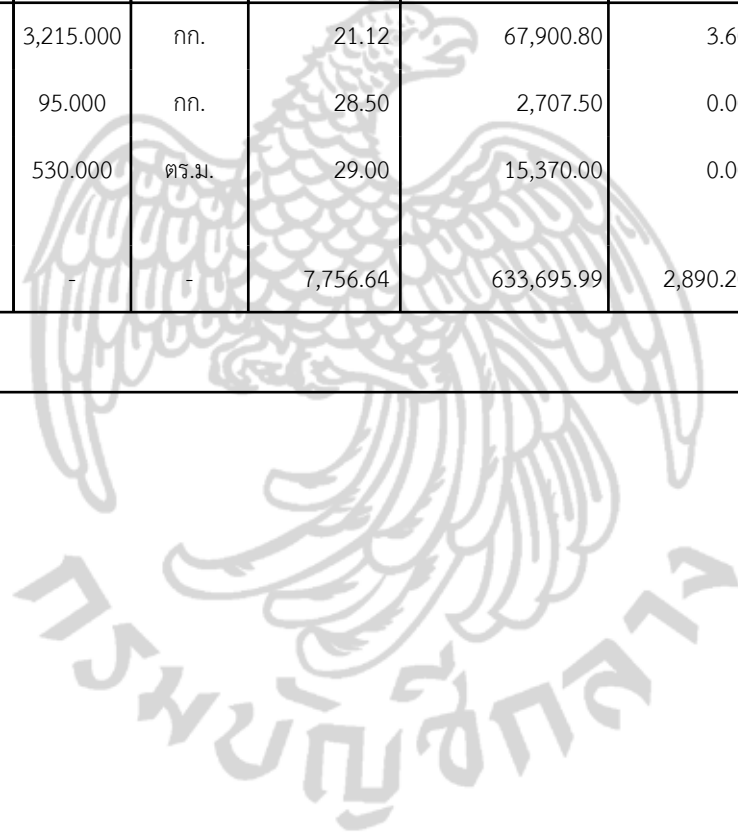 3,215.000 กก. 21.12 67,900.80 3.6
95.000 กก. 28.50 2,707.50 0.0
530.000 ตร.ม. 29.00 15,370.00 0.0
- - 7,756.64 633,695.99 2,890.2
กรมบัญชีกลาง